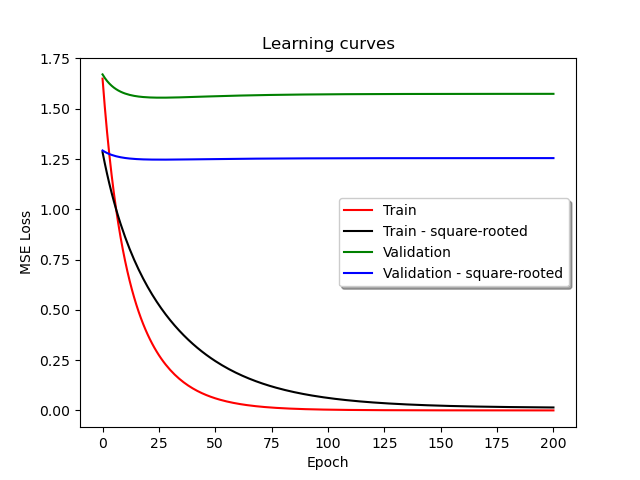 Learning curves
MSE Loss
1.75
1.50
1.25
1.00
0.75
0.50
0.25
0.00
Train
Train - square-rooted
Validation
Validation - square-rooted
0 25 50 75 100 125 150 175 200
Epoch